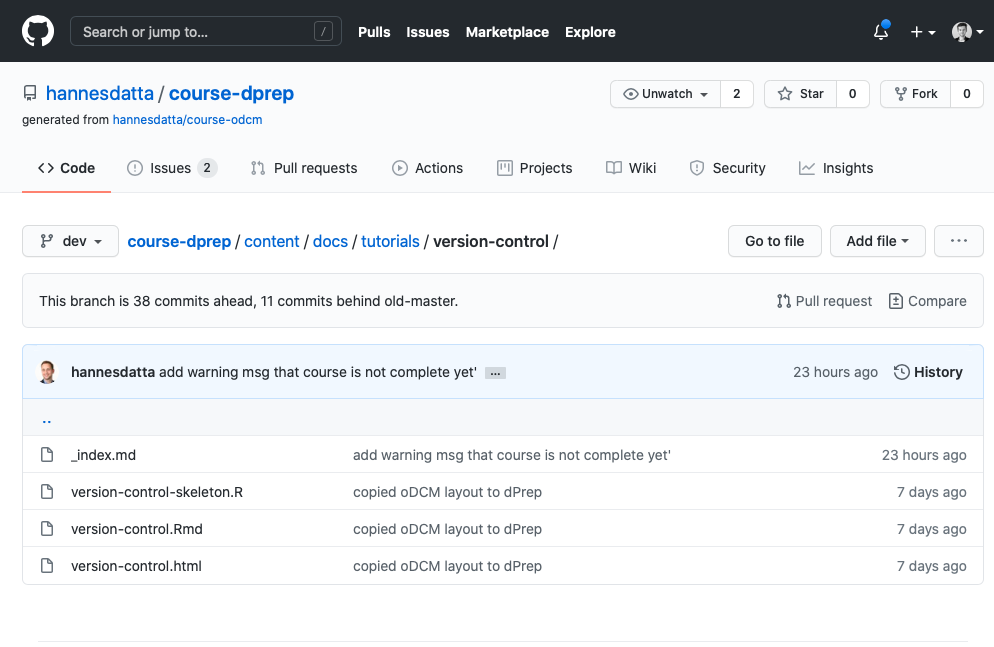 Search or jump to... / Pulls Issues Marketplace Explore
hannesdatta / course-dprep Unwatch 2 Star 0 Fork 0
generated from hannesdatta/course-odcm
Code Issues 2 Pull requests Actions Projects Wiki Security Insights
dev course-dprep / content / docs / tutorials / version-control / Go to file Add file ...
This branch is 38 commits ahead, 11 commits behind old-master. Pull request Compare
hannesdatta add warning msg that course is not complete yet' ... 23 hours ago History
..
_index.md add warning msg that course is not complete yet' 23 hours ago
version-control-skeleton.R copied oDCM layout to dPrep 7 days ago
version-control.Rmd copied oDCM layout to dPrep 7 days ago
version-control.html copied oDCM layout to dPrep 7 days ago